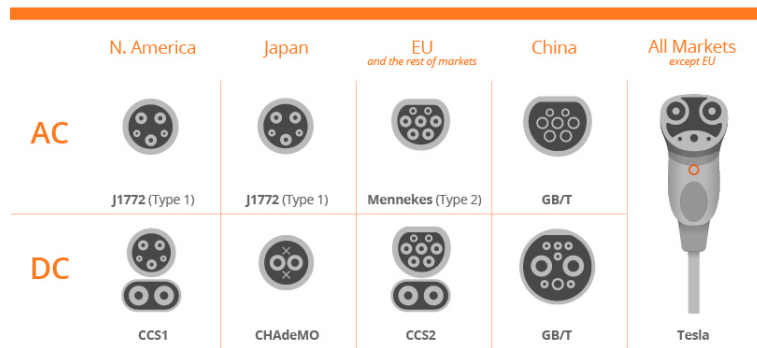 N. America
Japan
EU
and the rest of markets
China
All Markets
except EU
AC
J1772 (Type 1)
J1772 (Type 1)
Mennekes (Type 2)
GB/T
DC
CCS1
CHAdeMO
CCS2
GB/T
Tesla